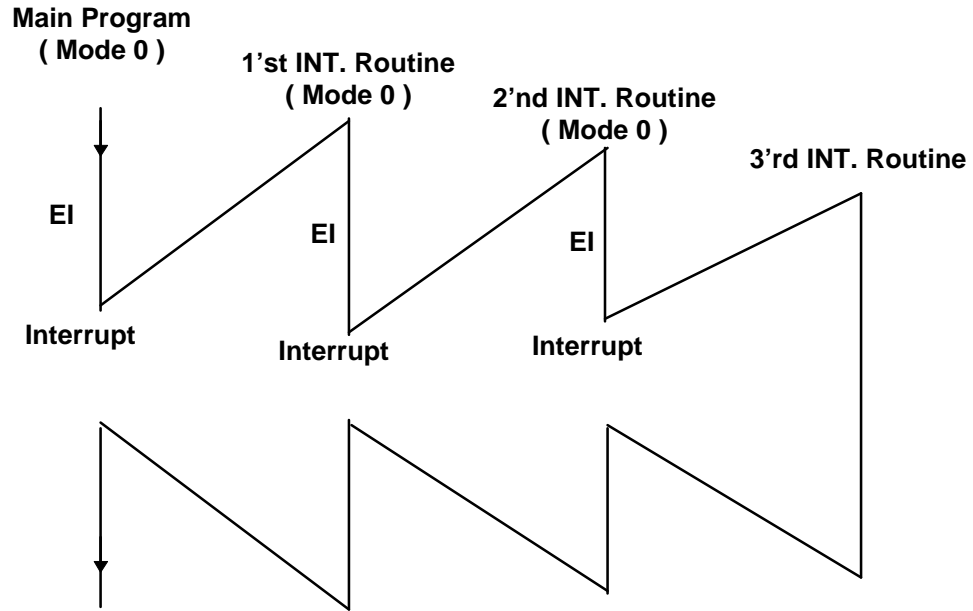 Main Program
( Mode 0 )
1'st INT. Routine
( Mode 0 )
2'nd INT. Routine
( Mode 0 )
3'rd INT. Routine
EI
EI
EI
Interrupt
Interrupt
Interrupt